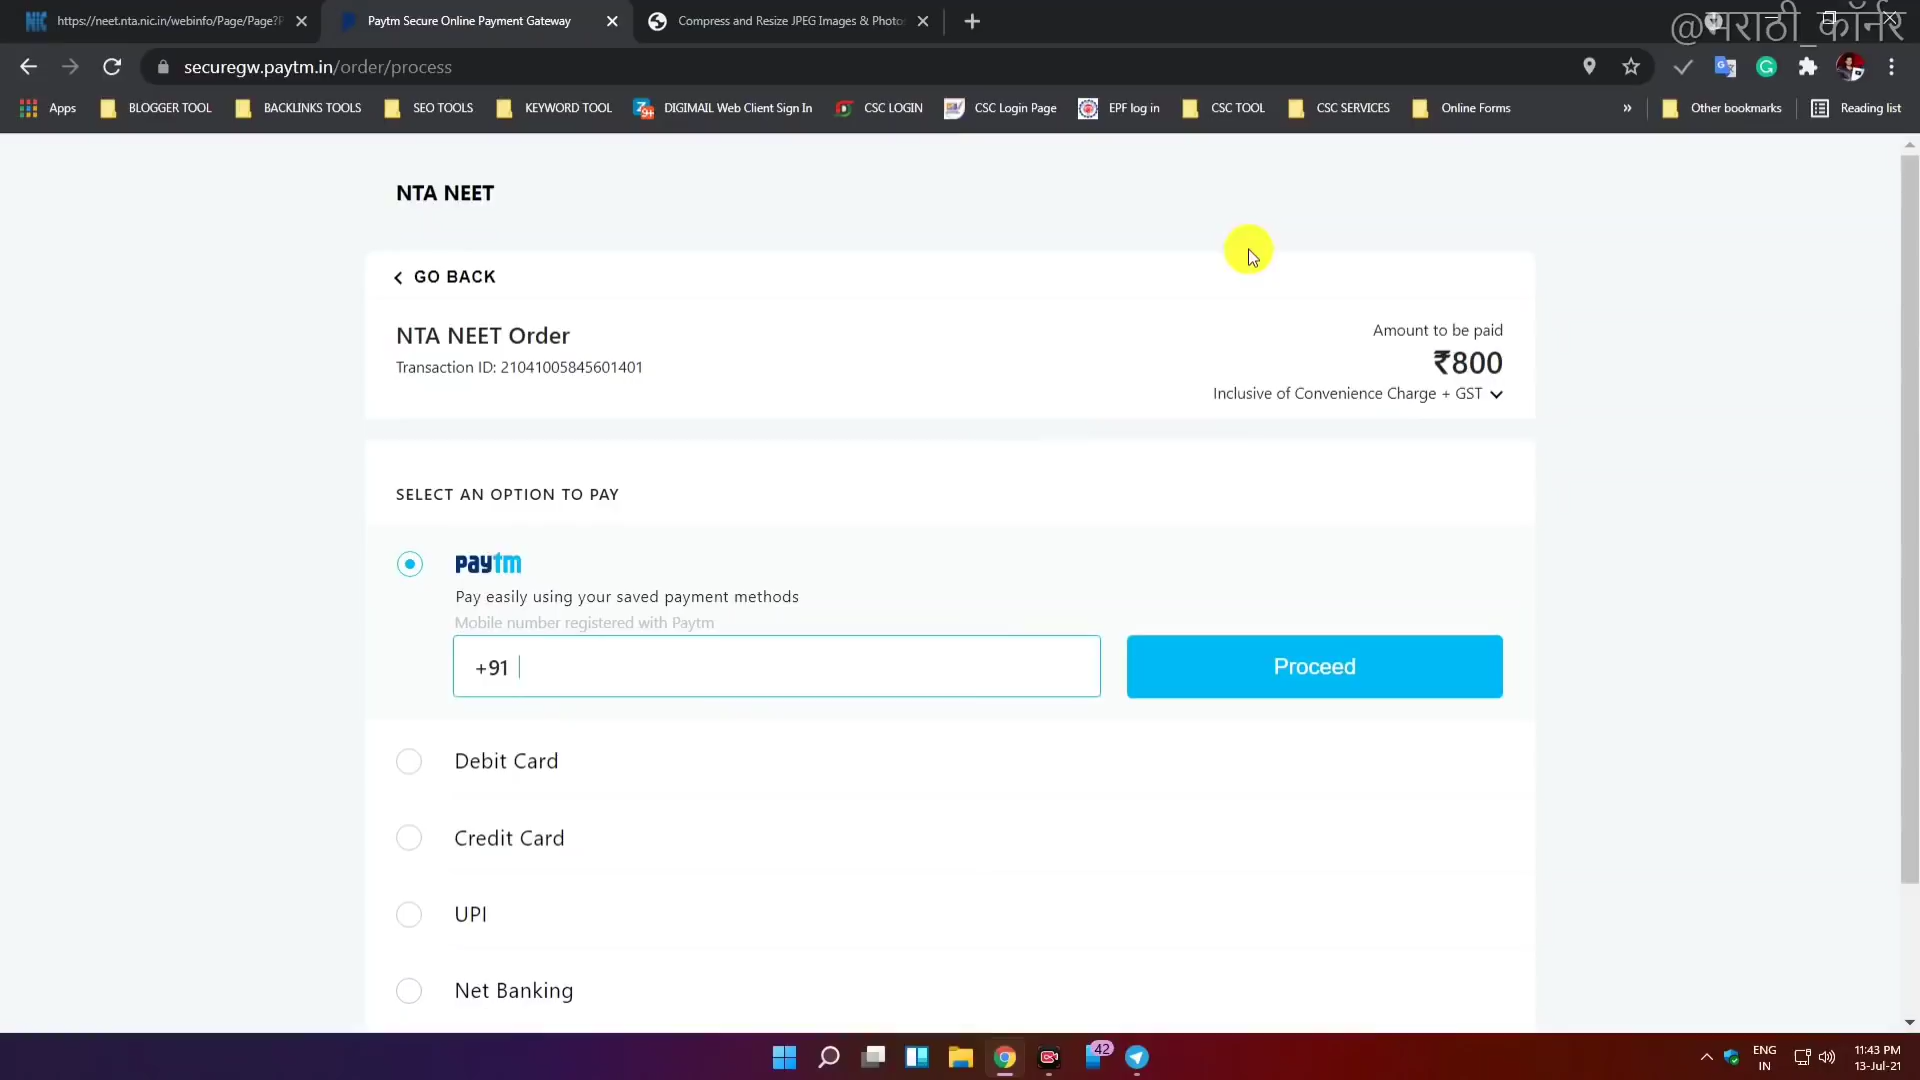 @मराठी_कॉर्नर
https://neet.nta.nic.in/webinfo/Page/Page?P
Paytm Secure Online Payment Gateway
Compress and Resize JPEG Images & Photo
securegw.paytm.in/order/process
Apps
BLOGGER TOOL
BACKLINKS TOOLS
SEO TOOLS
KEYWORD TOOL
DIGIMAIL Web Client Sign In
CSC LOGIN
CSC Login Page
EPF log in
CSC TOOL
CSC SERVICES
Online Forms
»
Other bookmarks
Reading list
NTA NEET
GO BACK
NTA NEET Order
Transaction ID: 21041005845601401
Amount to be paid
₹800
Inclusive of Convenience Charge + GST
SELECT AN OPTION TO PAY
paytm
Pay easily using your saved payment methods
Mobile number registered with Paytm
+91
Proceed
Debit Card
Credit Card
UPI
Net Banking
42
ENG
IN
11:43 PM
13-Jul-21